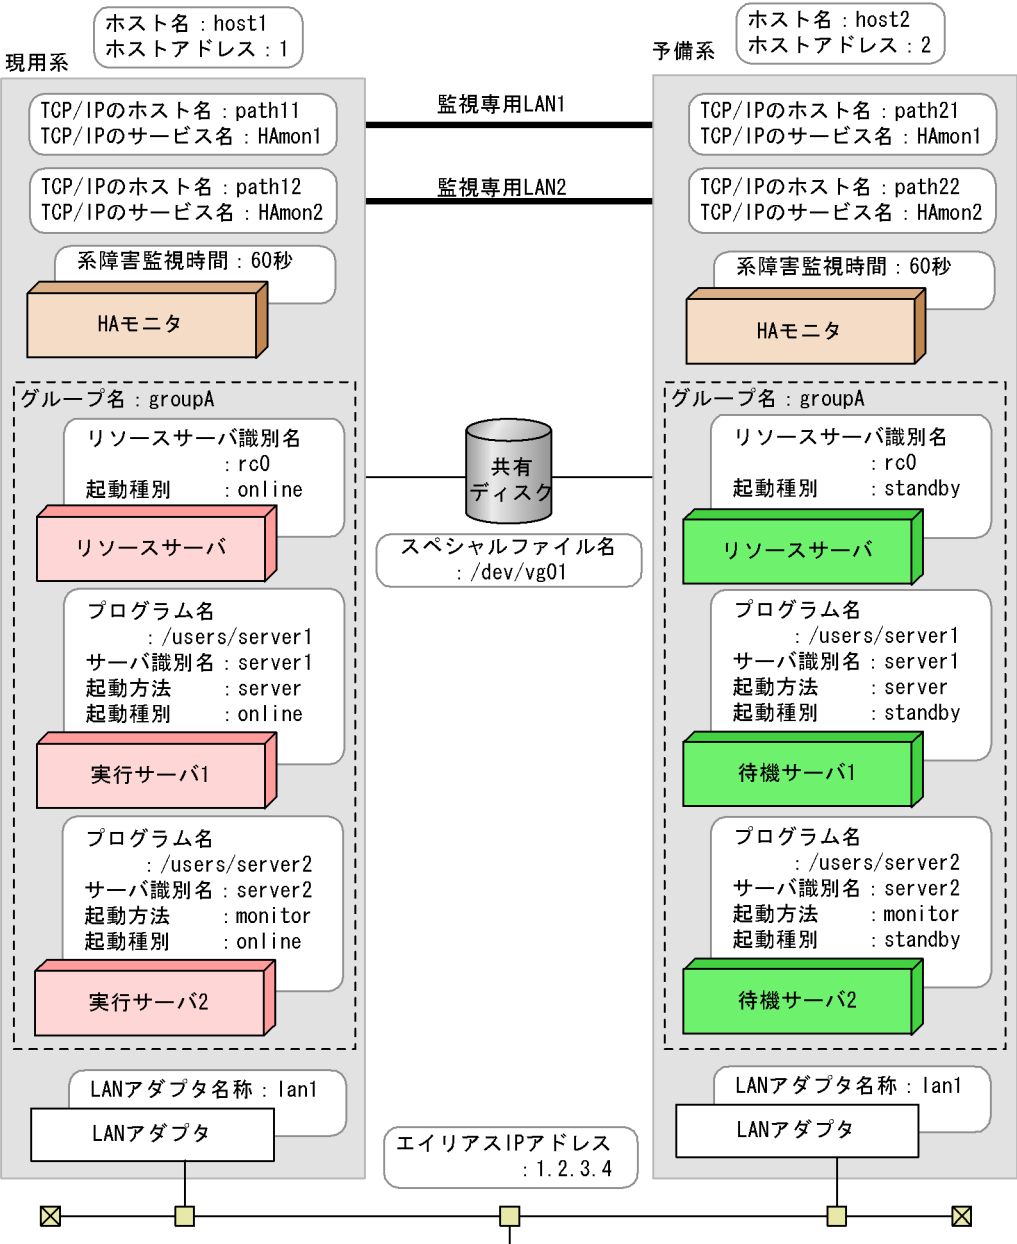 ホスト名：host1
ホストアドレス：1
現用系
TCP/IPのホスト名：path11
TCP/IPのサービス名：HAmon1
TCP/IPのホスト名：path12
TCP/IPのサービス名：HAmon2
系障害監視時間：60秒
HAモニタ
グループ名：groupA
リソースサーバ識別名
：rc0
起動種別　　：online
リソースサーバ
プログラム名
：/users/server1
サーバ識別名：server1
起動方法　　：server
起動種別　　：online
実行サーバ1
プログラム名
：/users/server2
サーバ識別名：server2
起動方法　　：monitor
起動種別　　：online
実行サーバ2
LANアダプタ名称：lan1
LANアダプタ
監視専用LAN1
監視専用LAN2
共有
ディスク
スペシャルファイル名
：/dev/vg01
エイリアスIPアドレス
：1.2.3.4
ホスト名：host2
ホストアドレス：2
予備系
TCP/IPのホスト名：path21
TCP/IPのサービス名：HAmon1
TCP/IPのホスト名：path22
TCP/IPのサービス名：HAmon2
系障害監視時間：60秒
HAモニタ
グループ名：groupA
リソースサーバ識別名
：rc0
起動種別　　：standby
リソースサーバ
プログラム名
：/users/server1
サーバ識別名：server1
起動方法　　：server
起動種別　　：standby
待機サーバ1
プログラム名
：/users/server2
サーバ識別名：server2
起動方法　　：monitor
起動種別　　：standby
待機サーバ2
LANアダプタ名称：lan1
LANアダプタ